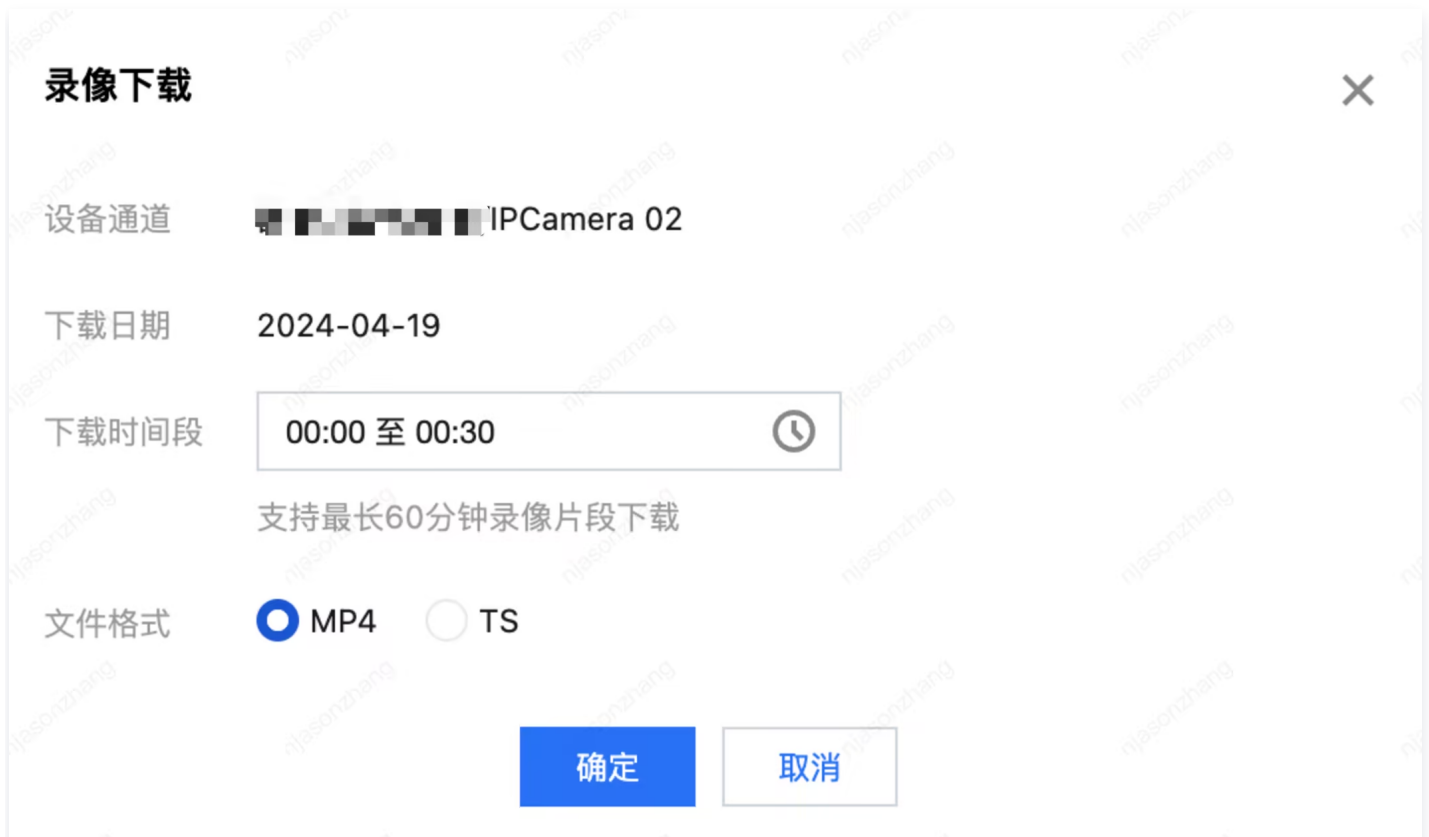 录像下载
设备通道 /IPCamera 02
下载日期 2024-04-19
下载时间段 00:00 至 00:30
支持最长60分钟录像片段下载
文件格式 MP4 TS
确定 取消
njasonzhang